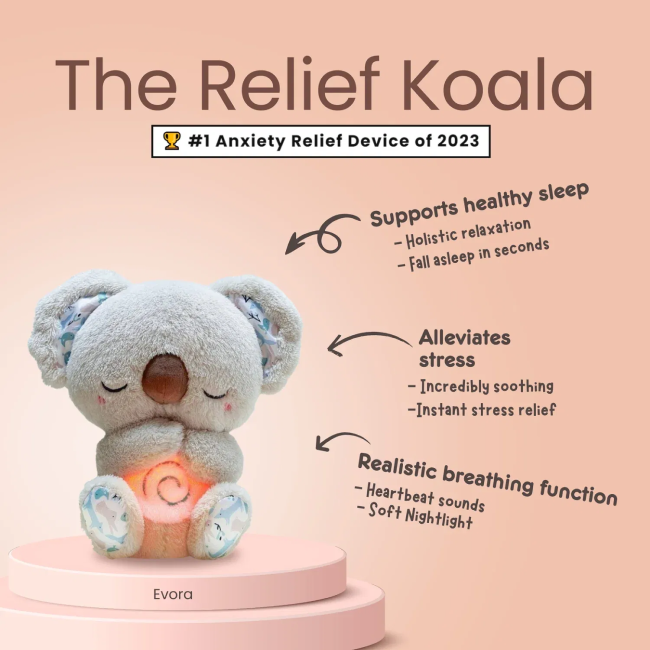 The Relief Koala
🏆 #1 Anxiety Relief Device of 2023
Supports healthy sleep
- Holistic relaxation
- Fall asleep in seconds
Alleviates
stress
- Incredibly soothing
-Instant stress relief
Realistic breathing function
- Heartbeat sounds
- Soft Nightlight
Evora